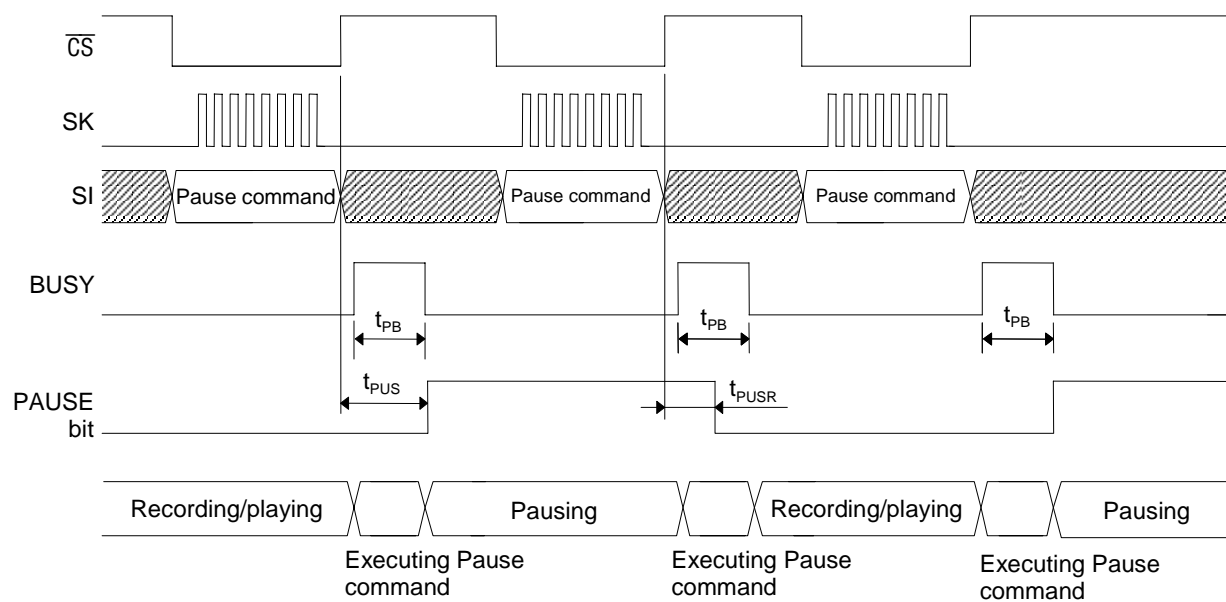 CS
SK
SI
Pause command
Pause command
Pause command
BUSY
tPB
tPB
tPB
PAUSE
bit
tPUS
tPUSR
Recording/playing
Pausing
Recording/playing
Pausing
Executing Pause
command
Executing Pause
command
Executing Pause
command